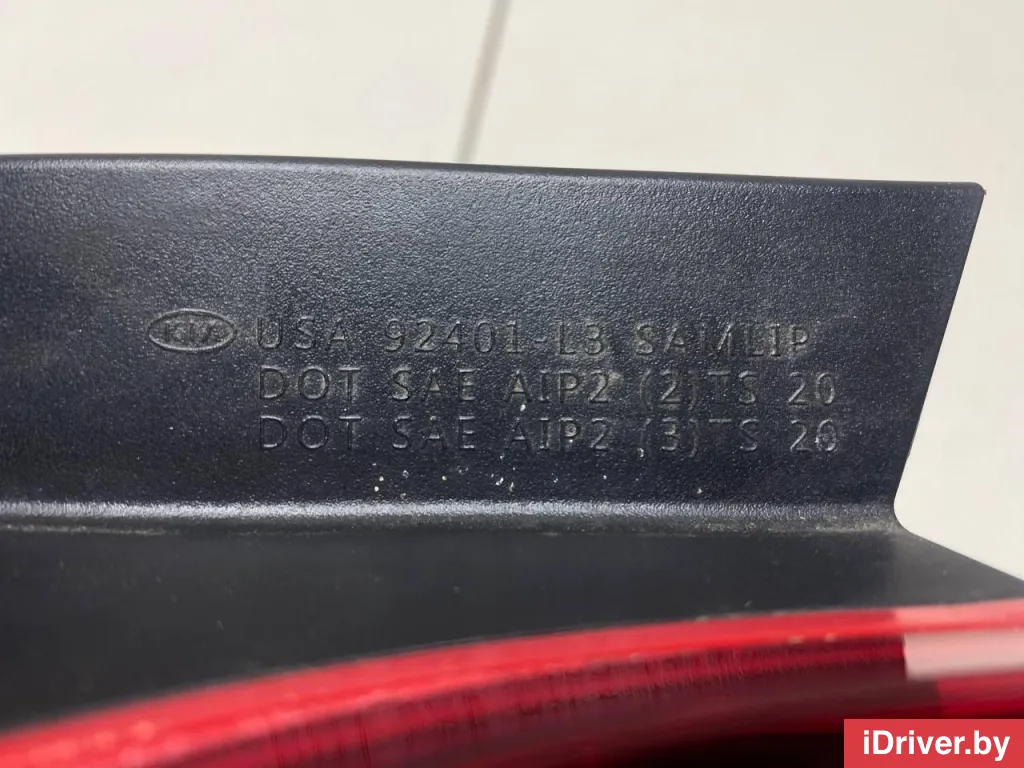 KIA USA 92401-L3 SAMLIP
DOT SAE AIP2 (2)TS 20
DOT SAE AIP2 (3)TS 20
iDriver.by